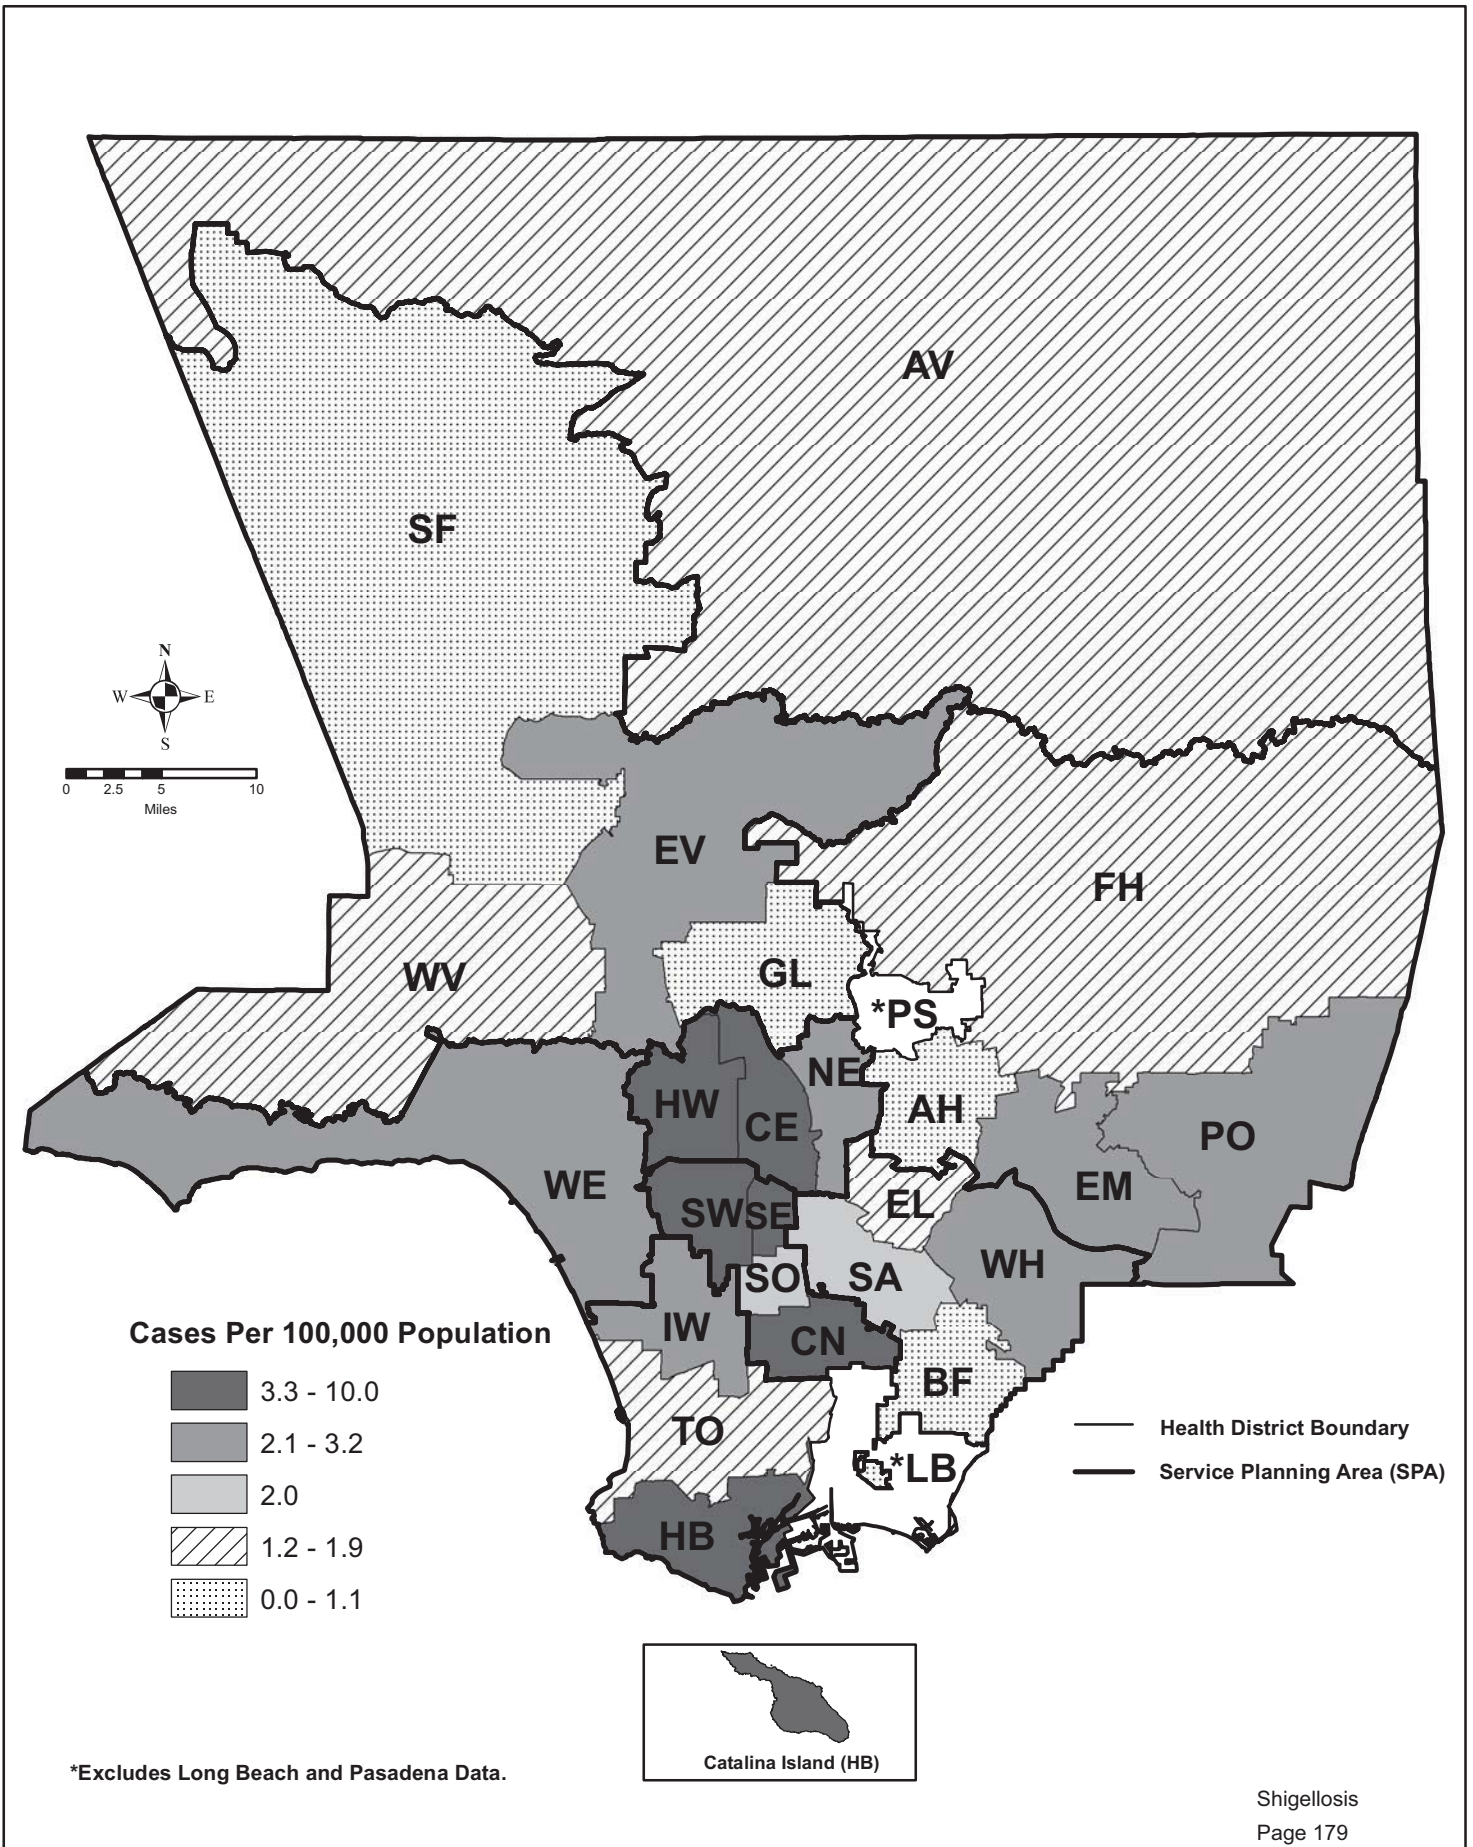 AV
SF
N
W E
S
0 2.5 5 10
Miles
EV
FH
GL
WV
*PS
NE
HW
AH
CE
PO
WE
EM
SW
SE
EL
WH
SO
SA
IW
CN
Cases Per 100,000 Population
3.3 - 10.0
2.1 - 3.2
2.0
1.2 - 1.9
0.0 - 1.1
BF
TO
Health District Boundary
*LB
Service Planning Area (SPA)
HB
Catalina Island (HB)
*Excludes Long Beach and Pasadena Data.
Shigellosis
Page 179